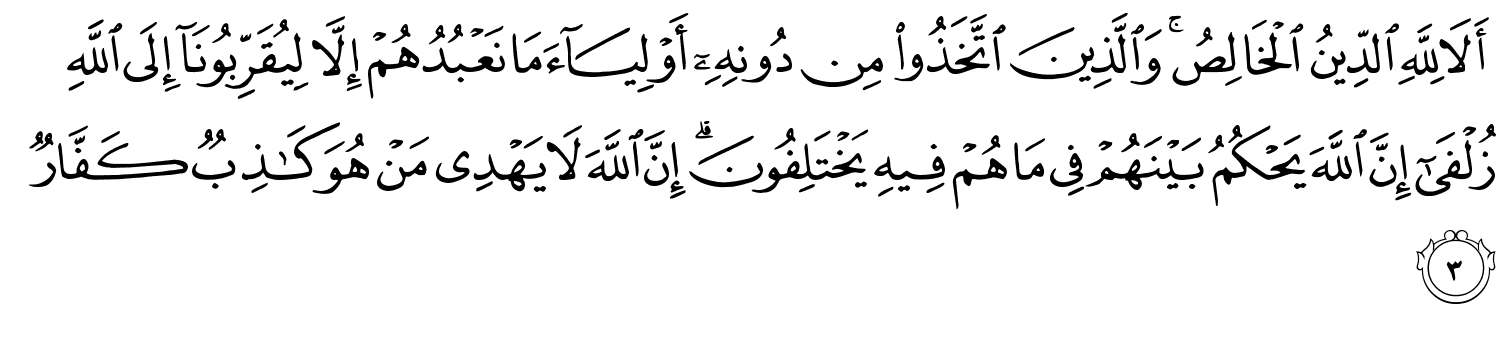 أَلَا لِلَّهِ ٱلدِّينُ ٱلْخَالِصُ ۚ وَٱلَّذِينَ ٱتَّخَذُوا۟ مِن دُونِهِۦٓ أَوْلِيَآءَ مَا نَعْبُدُهُمْ إِلَّا لِيُقَرِّبُونَآ إِلَى ٱللَّهِ
زُلْفَىٰٓ إِنَّ ٱللَّهَ يَحْكُمُ بَيْنَهُمْ فِى مَا هُمْ فِيهِ يَخْتَلِفُونَ ۗ إِنَّ ٱللَّهَ لَا يَهْدِى مَنْ هُوَ كَـٰذِبٌ كَفَّارٌ
٣